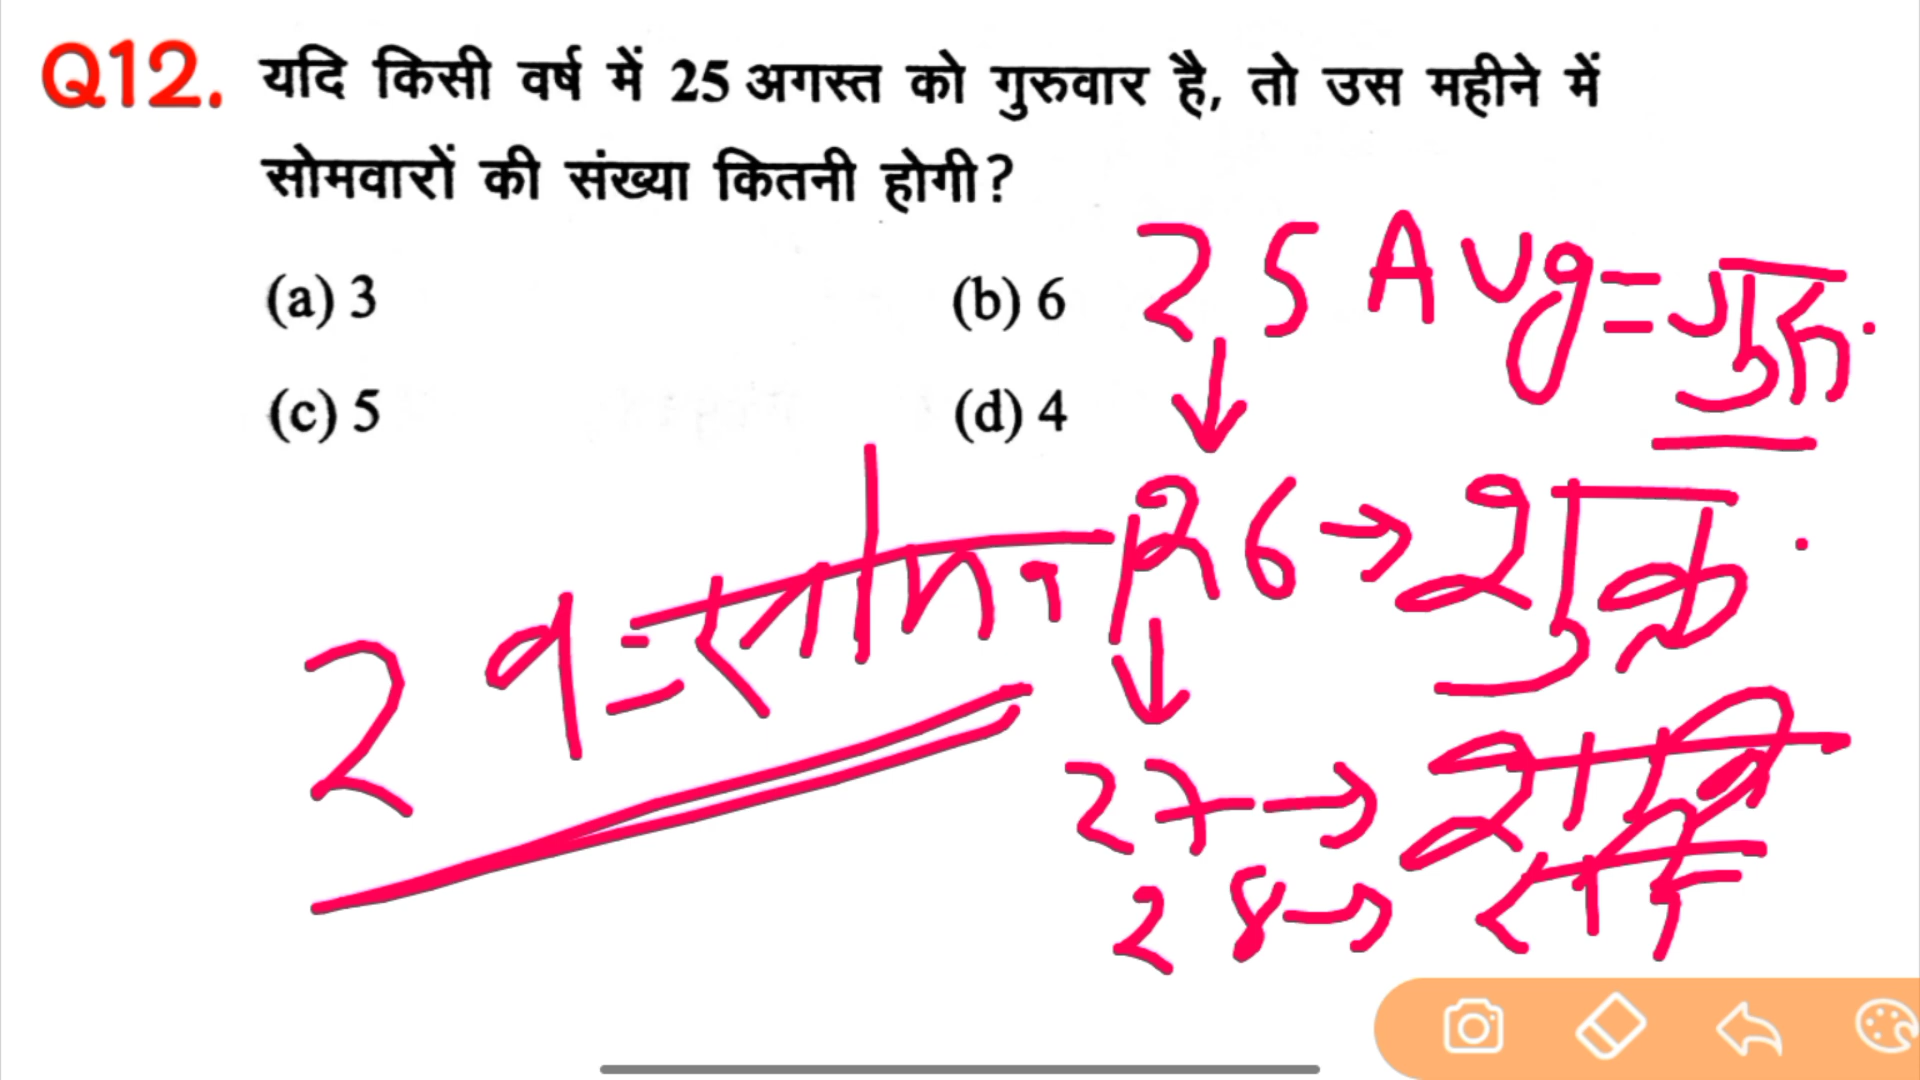 Q12. यदि किसी वर्ष में 25 अगस्त को गुरुवार है, तो उस महीने में
सोमवारों की संख्या कितनी होगी?
(a) 3 (b) 6
(c) 5 (d) 4
25 Aug = गुरु.
26 → शुक्र.
29 = सोम.
27 → शनि
28 → रवि